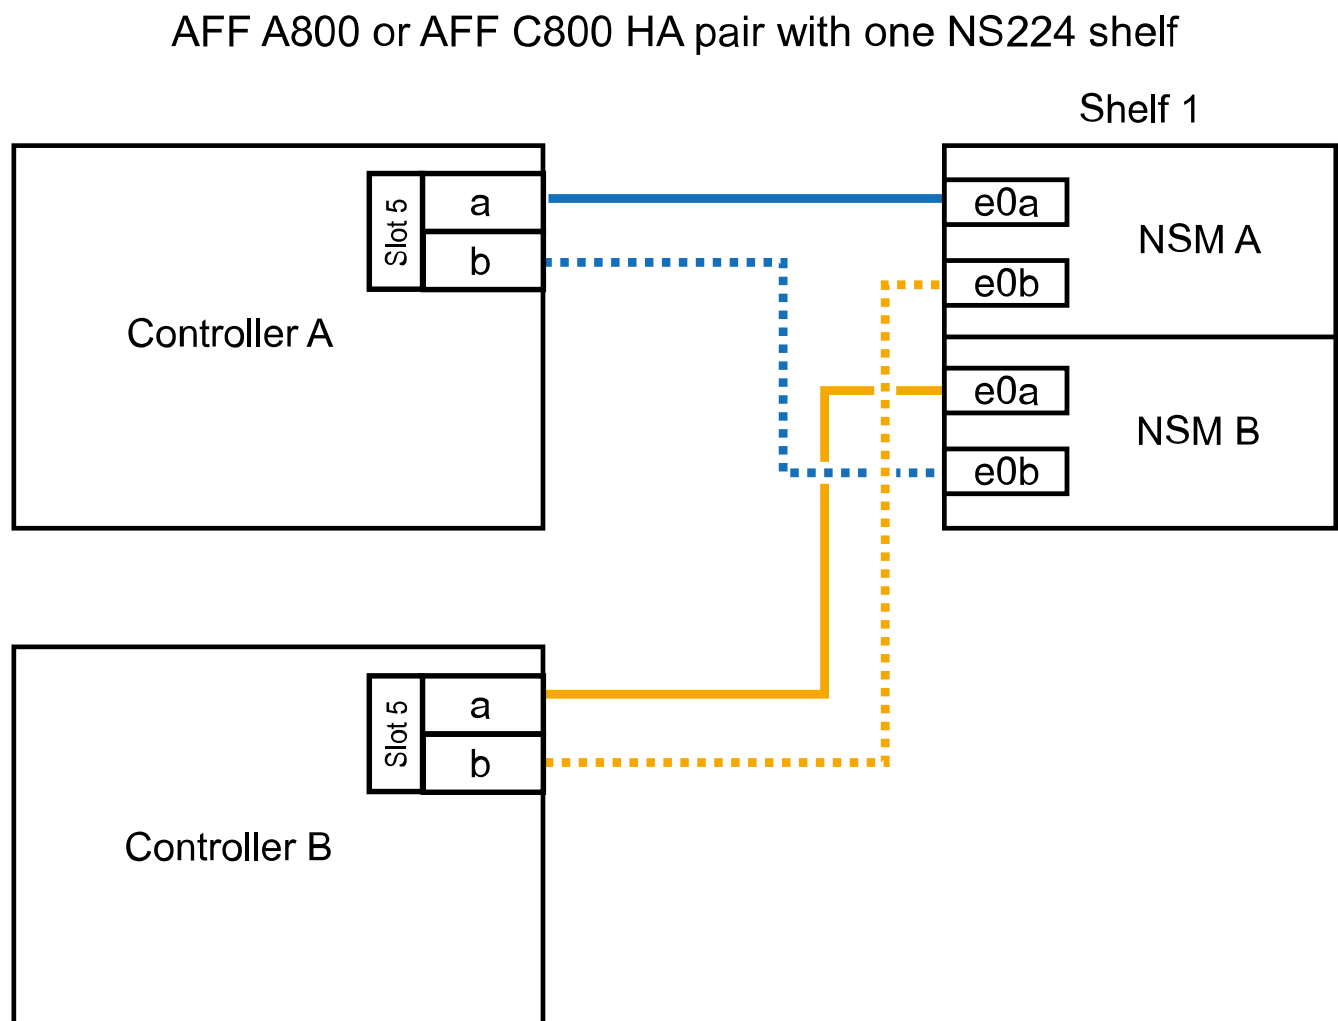 AFF A800 or AFF C800 HA pair with one NS224 shelf
Shelf 1
Slot 5
a
b
Controller A
e0a
e0b
NSM A
e0a
e0b
NSM B
Slot 5
a
b
Controller B